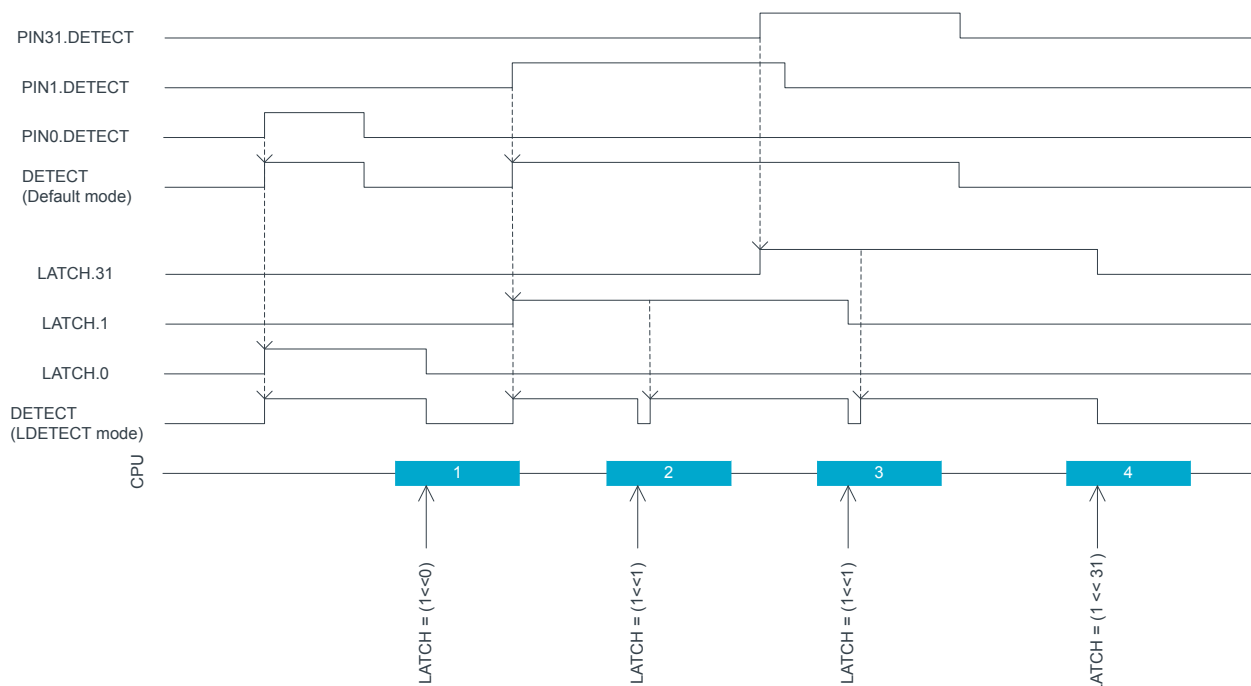 PIN31.DETECT
PIN1.DETECT
PIN0.DETECT
DETECT
(Default mode)
LATCH.31
LATCH.1
LATCH.0
DETECT
(LDETECT mode)
CPU
1
2
3
4
LATCH = (1<<0)
LATCH = (1<<1)
LATCH = (1<<1)
LATCH = (1 << 31)